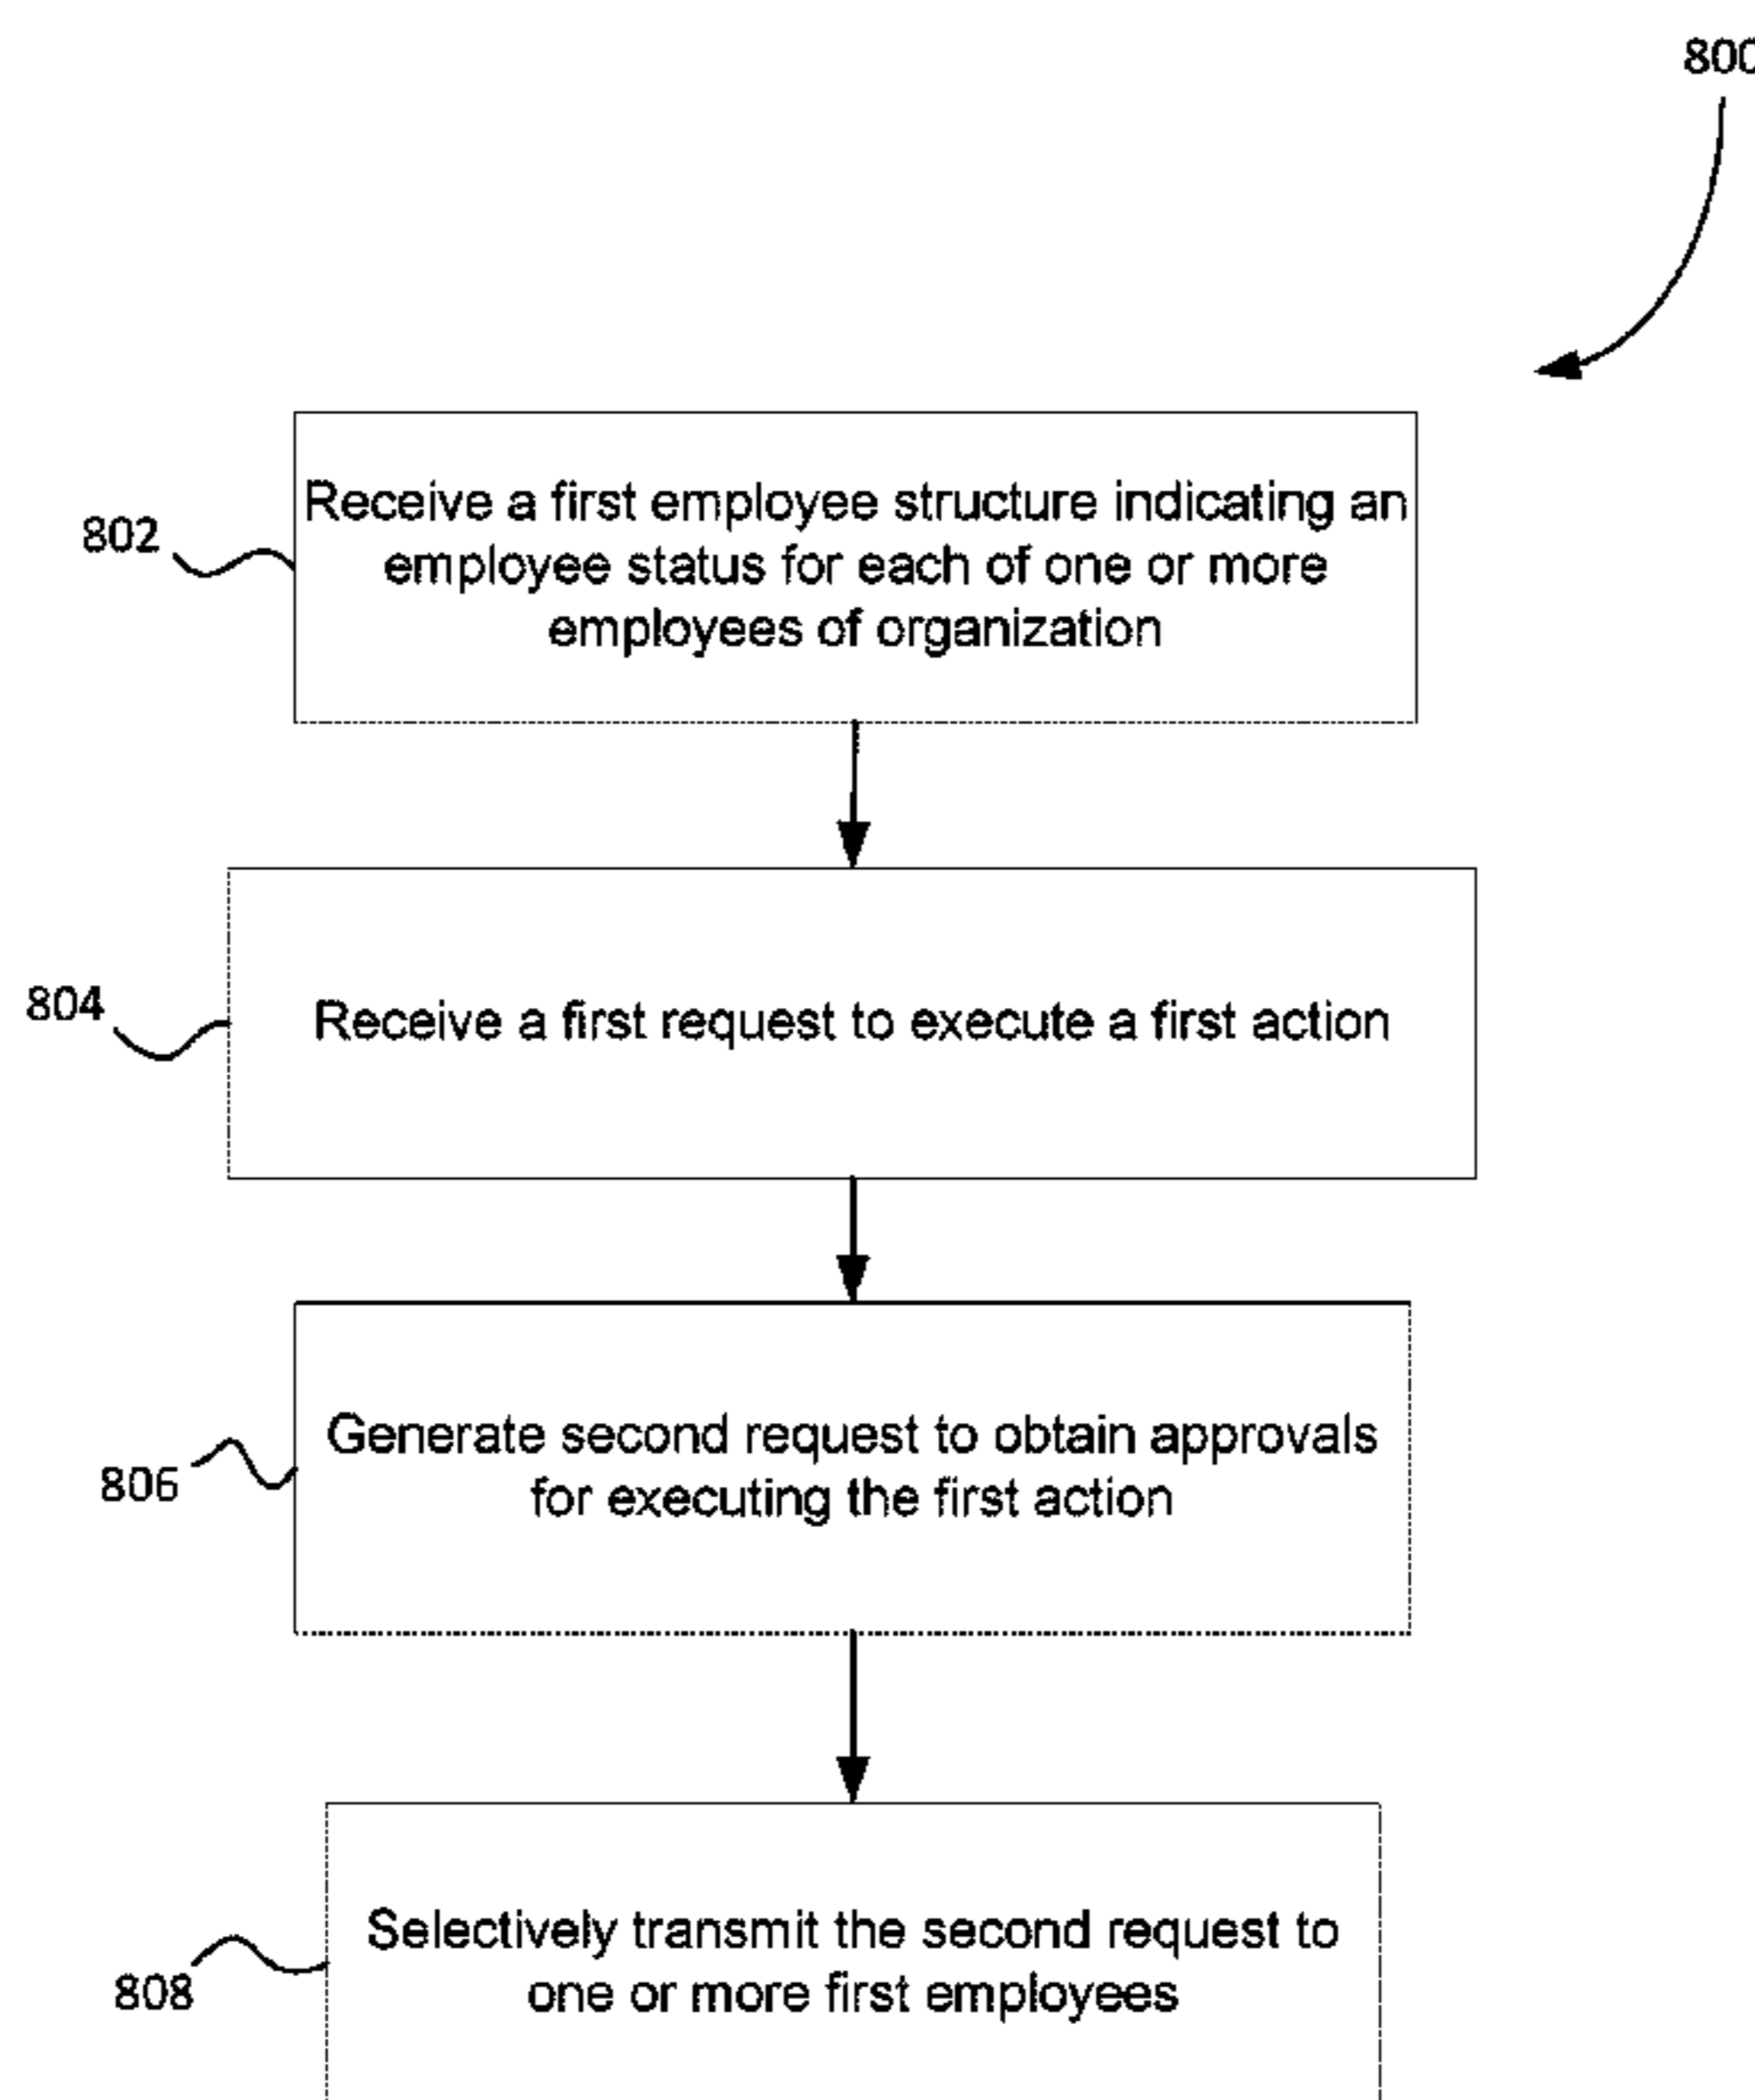 800
802
Receive a first employee structure indicating an
employee status for each of one or more
employees of organization
804
Receive a first request to execute a first action
806
Generate second request to obtain approvals
for executing the first action
808
Selectively transmit the second request to
one or more first employees